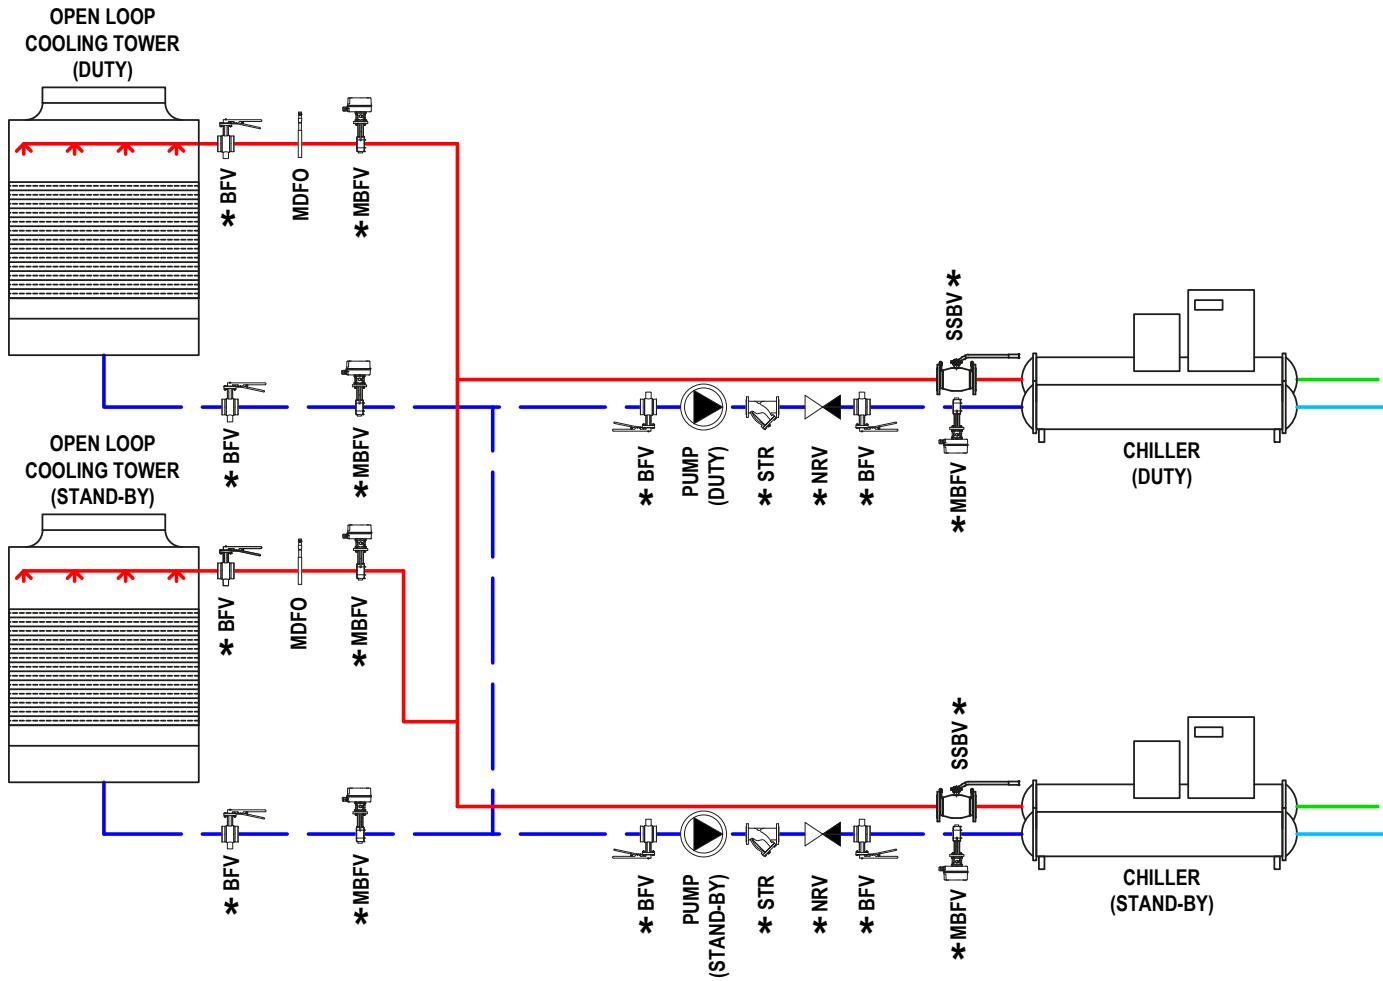 OPEN LOOP
COOLING TOWER
(DUTY)
* BFV
MDFO
* MBFV
SSBV *
* BFV
* MBFV
* BFV
PUMP
(DUTY)
* STR
* NRV
* BFV
* MBFV
CHILLER
(DUTY)
OPEN LOOP
COOLING TOWER
(STAND-BY)
* BFV
MDFO
* MBFV
SSBV *
* BFV
* MBFV
* BFV
PUMP
(STAND-BY)
* STR
* NRV
* BFV
* MBFV
CHILLER
(STAND-BY)